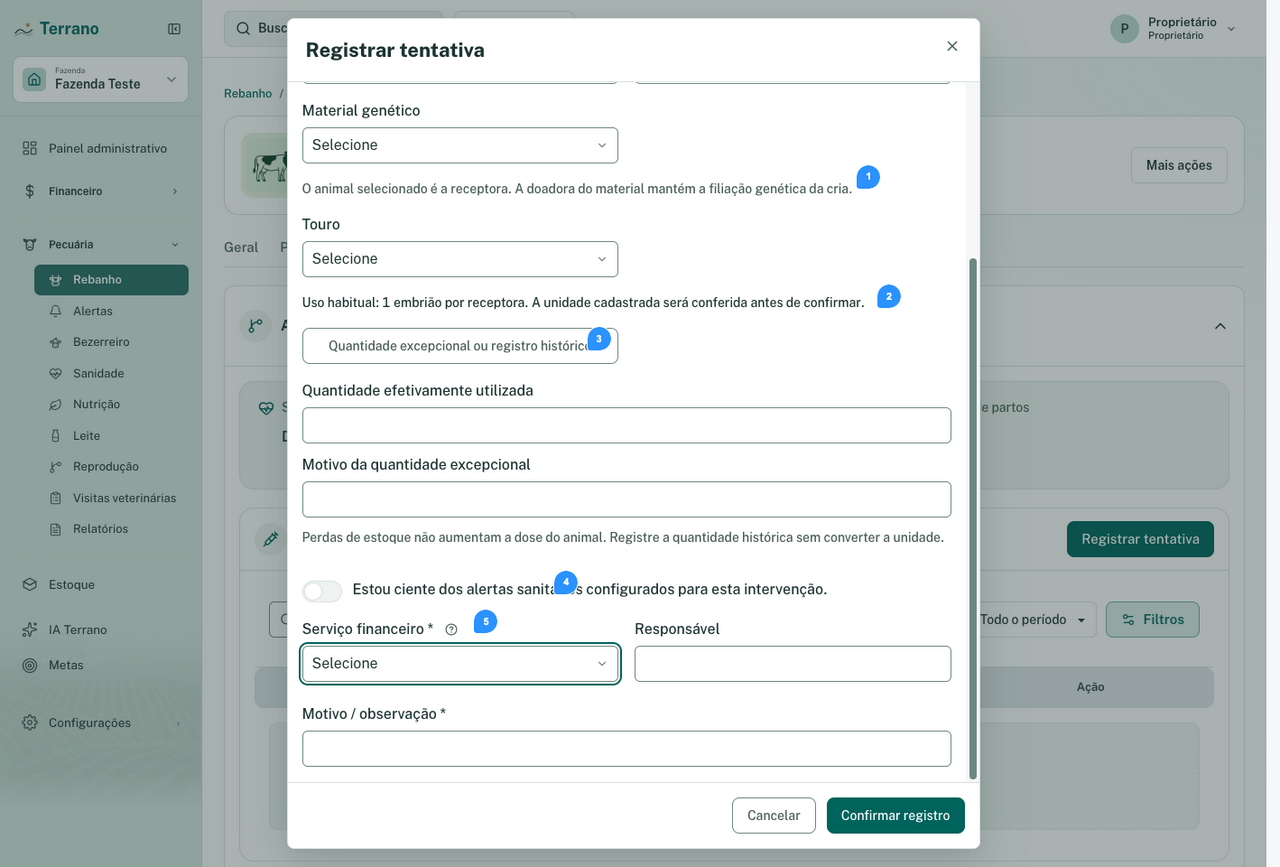 Terrano
Fazenda
Fazenda Teste
Painel administrativo
Financeiro
Pecuária
Rebanho
Alertas
Bezerreiro
Sanidade
Nutrição
Leite
Reprodução
Visitas veterinárias
Relatórios
Estoque
IA Terrano
Metas
Configurações
P
Proprietário
Proprietário
Rebanho /
Mais ações
Geral
e partos
Registrar tentativa
Todo o período
Filtros
Ação
Registrar tentativa
Material genético
Selecione
O animal selecionado é a receptora. A doadora do material mantém a filiação genética da cria.
1
Touro
Selecione
Uso habitual: 1 embrião por receptora. A unidade cadastrada será conferida antes de confirmar.
2
Quantidade excepcional ou registro histórico
3
Quantidade efetivamente utilizada
Motivo da quantidade excepcional
Perdas de estoque não aumentam a dose do animal. Registre a quantidade histórica sem converter a unidade.
4
Estou ciente dos alertas sanitários configurados para esta intervenção.
Serviço financeiro *
5
Responsável
Selecione
Motivo / observação *
Cancelar
Confirmar registro